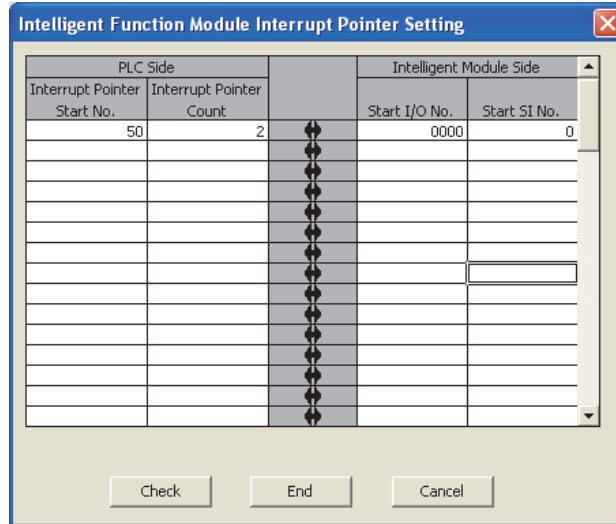 Intelligent Function Module Interrupt Pointer Setting
PLC Side
Intelligent Module Side
Interrupt Pointer
Start No.
Interrupt Pointer
Count
Start I/O No.
Start SI No.
50 2 0000 0
Check End Cancel